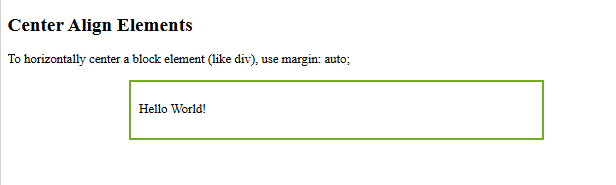 Center Align Elements
To horizontally center a block element (like div), use margin: auto;
Hello World!